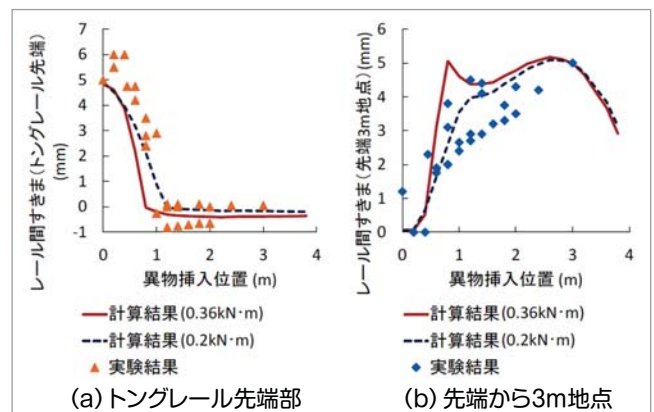 レール間すきま(トングレール先端)
(mm)
7
6
5
4
3
2
1
0
-1
0 1 2 3 4
異物挿入位置 (m)
計算結果(0.36kN・m)
計算結果(0.2kN・m)
実験結果
(a)トングレール先端部
レール間すきま(先端3m地点)(mm)
6
5
4
3
2
1
0
0 1 2 3 4
異物挿入位置 (m)
計算結果(0.36kN・m)
計算結果(0.2kN・m)
実験結果
(b)先端から3m地点